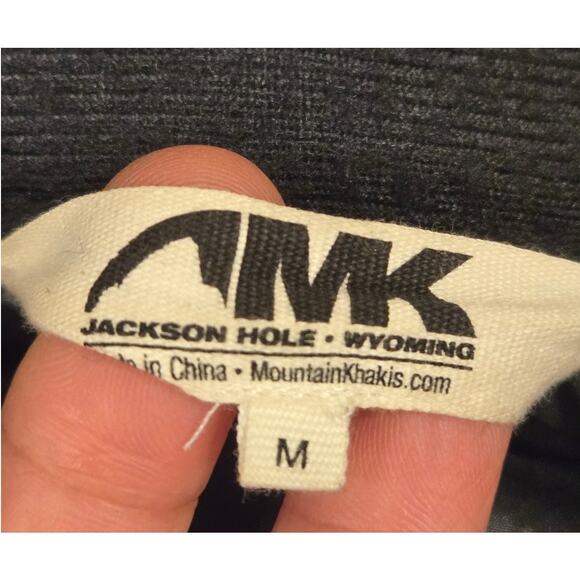 MK
JACKSON HOLE • WYOMING
in China • MountainKhakis.com
M